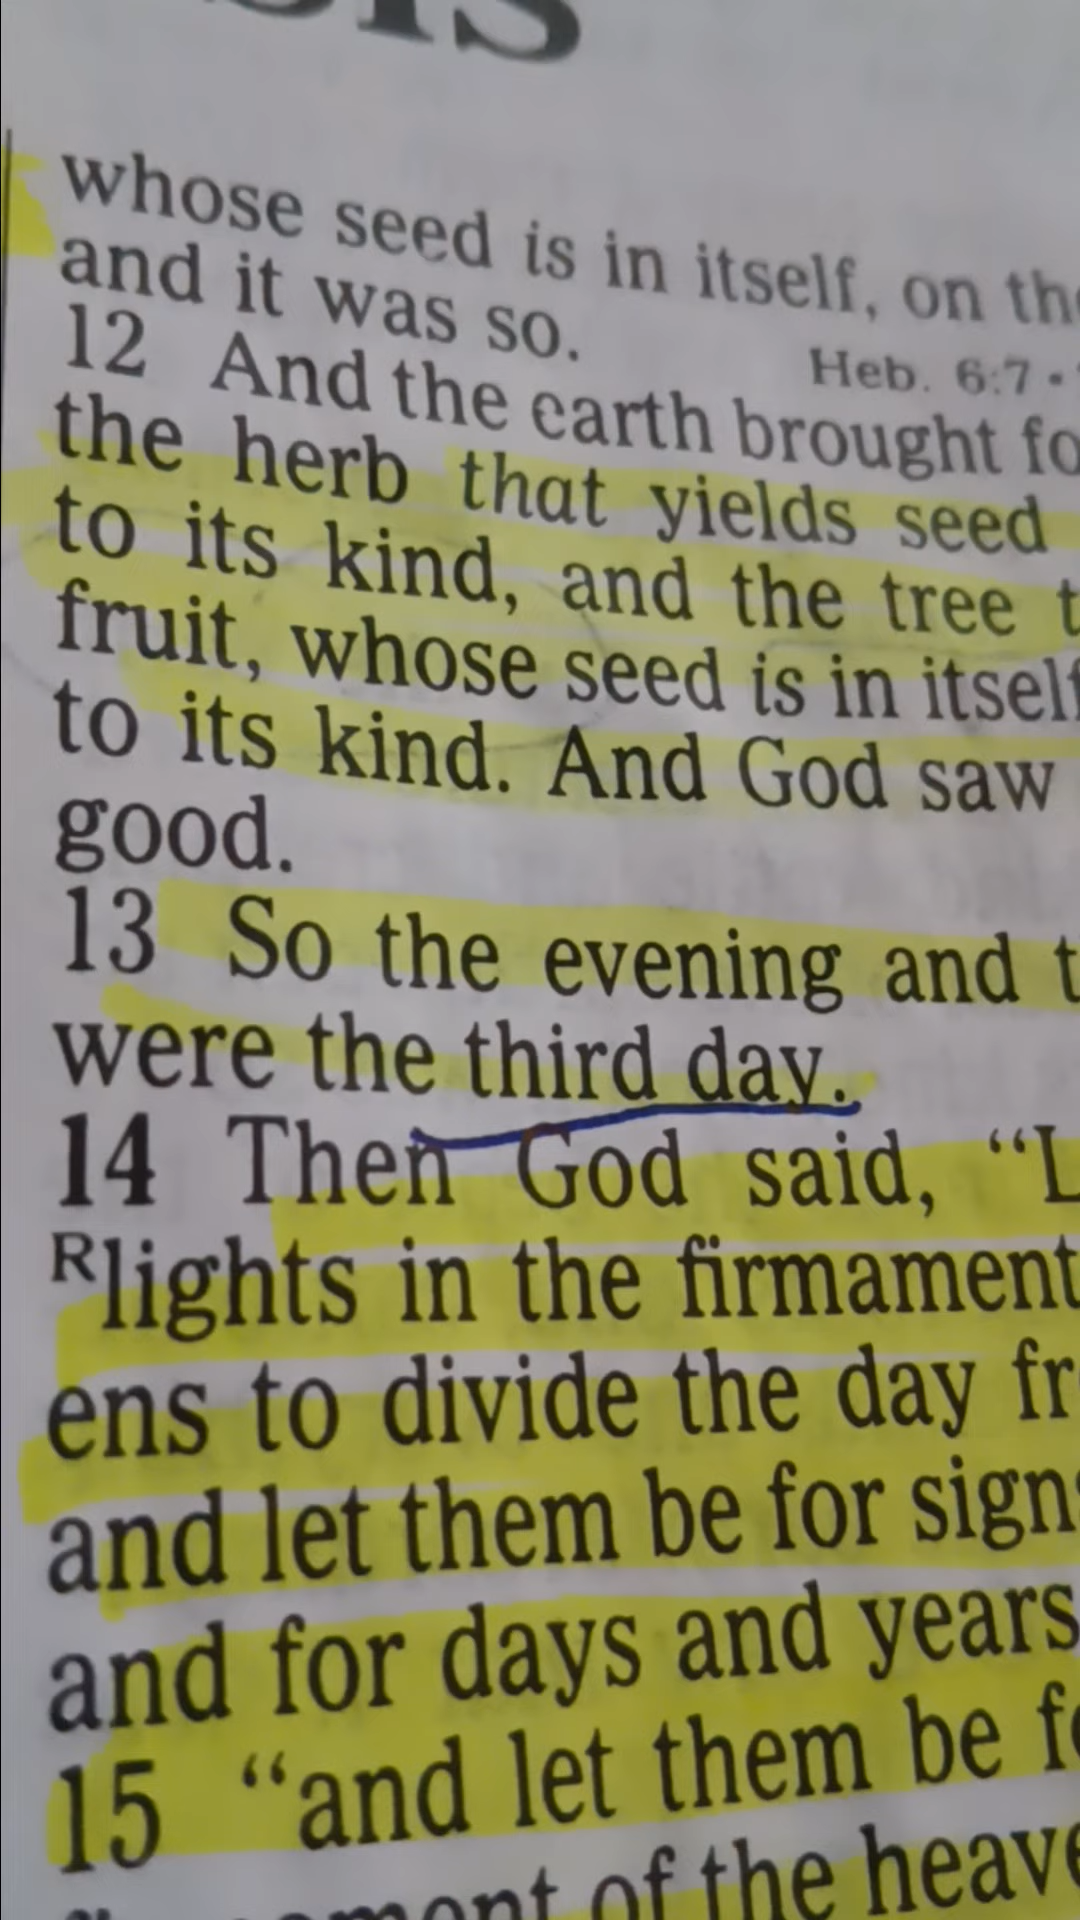 whose seed is in itself, on
and it was so.
Heb. 6:7 •
12 And the earth brought
the herb that yields seed
to its kind, and the tree
fruit, whose seed is in itself
to its kind. And God saw
good.
13 So the evening and
were the third day.
14 Then God said, “L
Rlights in the firmament
ens to divide the day fr
and let them be for sign
and for days and years
15 “and let them be
of the heave